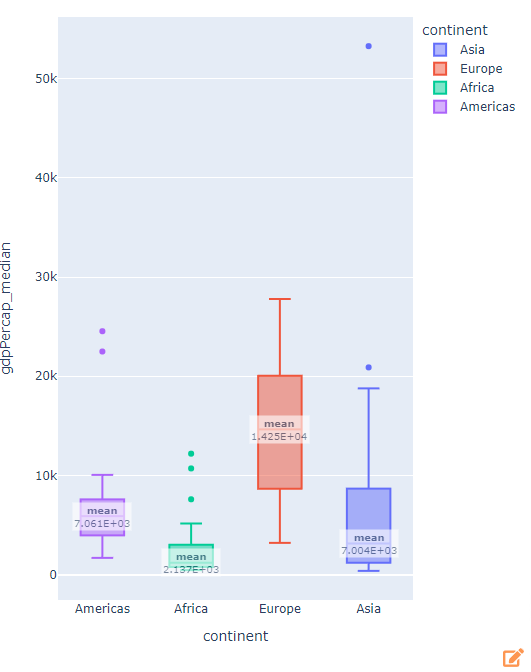 continent
Asia
Europe
Africa
Americas
gdpPercap_median
50k
40k
30k
20k
10k
0
mean
7.061E+03
mean
2.137E+03
mean
1.425E+04
mean
7.004E+03
Americas
Africa
Europe
Asia
continent